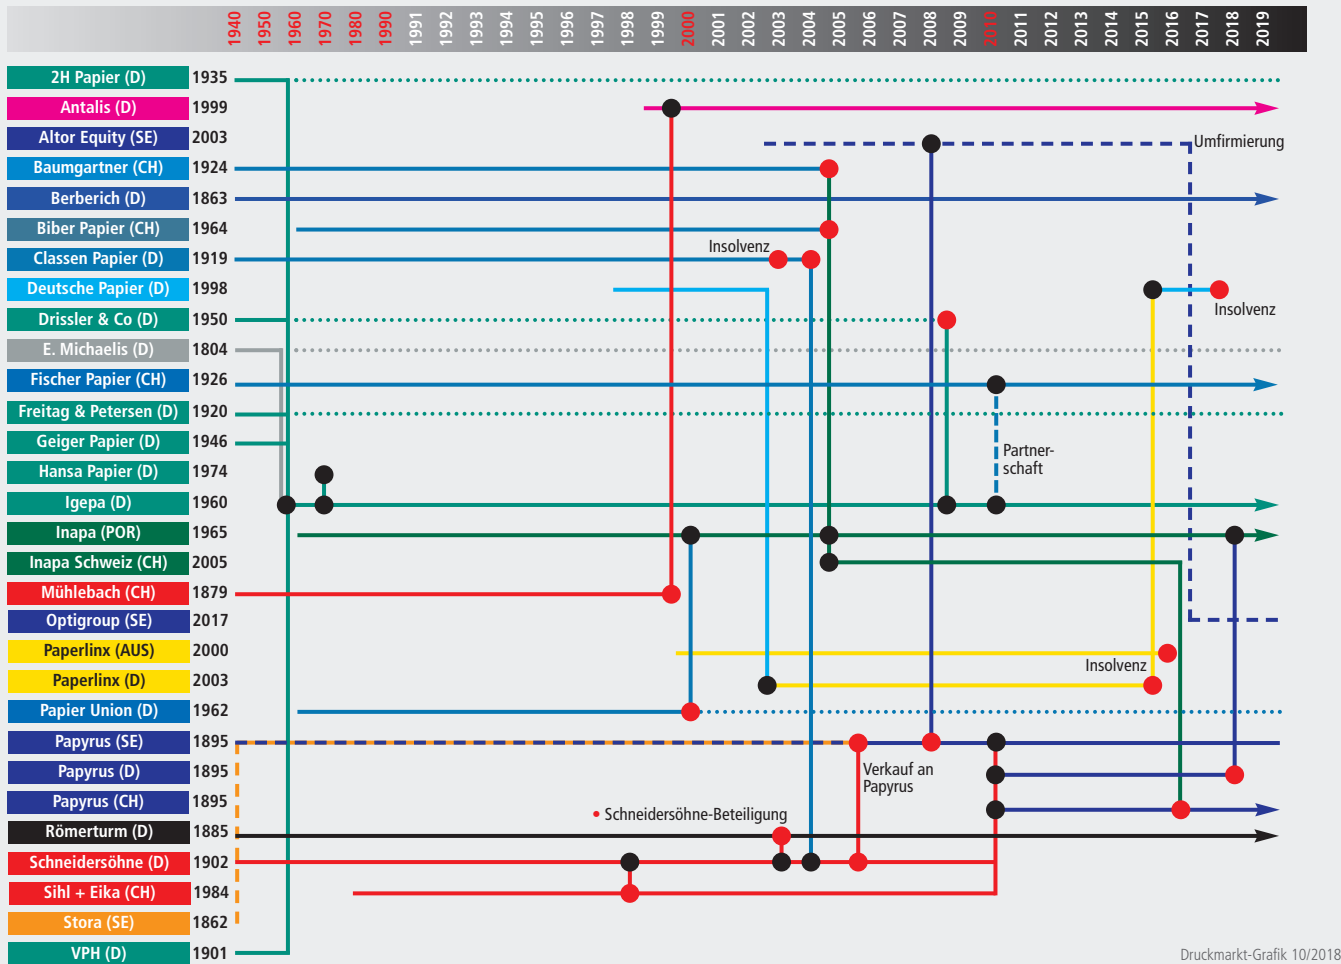 1940 1950 1960 1970 1980 1990 1991 1992 1993 1994 1995 1996 1997 1998 1999 2000 2001 2002 2003 2004 2005 2006 2007 2008 2009 2010 2011 2012 2013 2014 2015 2016 2017 2018 2019
2H Papier (D) 1935
Antalis (D) 1999
Altor Equity (SE) 2003
Umfirmierung
Baumgartner (CH) 1924
Berberich (D) 1863
Biber Papier (CH) 1964
Insolvenz
Classen Papier (D) 1919
Deutsche Papier (D) 1998
Insolvenz
Drissler & Co (D) 1950
E. Michaelis (D) 1804
Fischer Papier (CH) 1926
Freitag & Petersen (D) 1920
Geiger Papier (D) 1946
Partner-
schaft
Hansa Papier (D) 1974
Igepa (D) 1960
Inapa (POR) 1965
Inapa Schweiz (CH) 2005
Mühlebach (CH) 1879
Optigroup (SE) 2017
Paperlinx (AUS) 2000
Insolvenz
Paperlinx (D) 2003
Papier Union (D) 1962
Papyrus (SE) 1895
Verkauf an
Papyrus
Papyrus (D) 1895
Papyrus (CH) 1895
• Schneidersöhne-Beteiligung
Römerturm (D) 1885
Schneidersöhne (D) 1902
Sihl + Eika (CH) 1984
Stora (SE) 1862
VPH (D) 1901
Druckmarkt-Grafik 10/2018